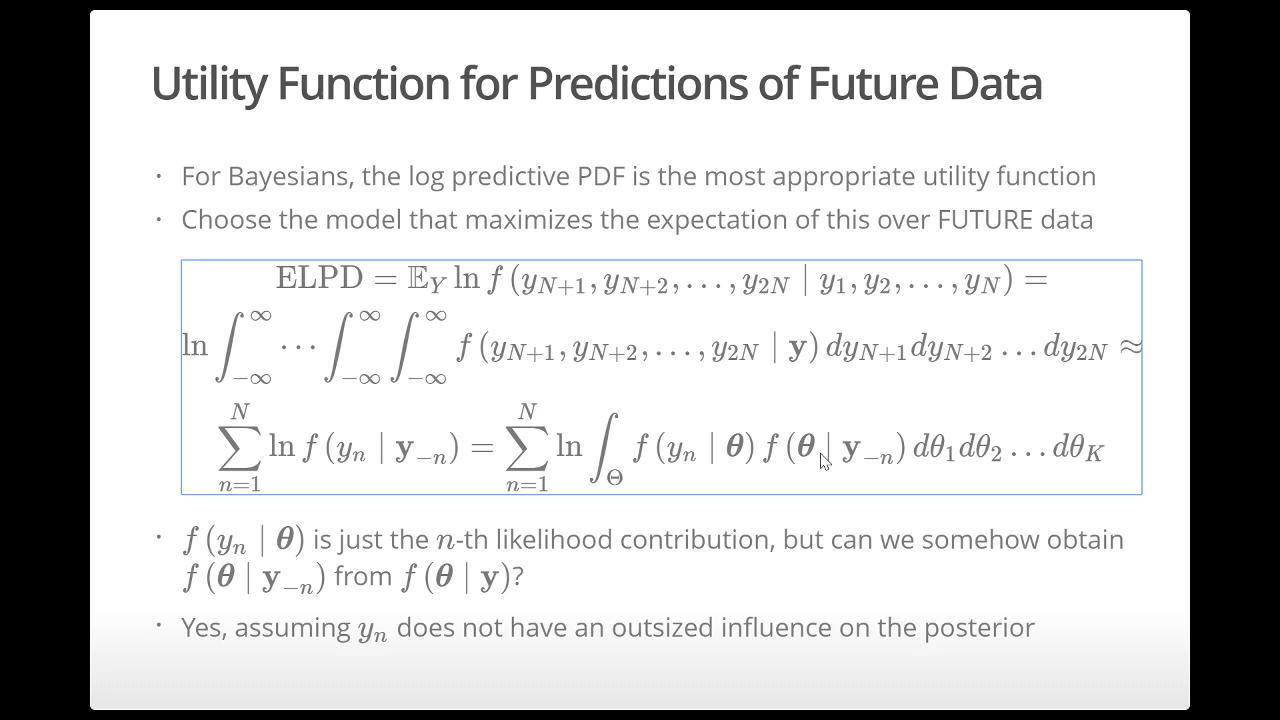 Utility Function for Predictions of Future Data
· For Bayesians, the log predictive PDF is the most appropriate utility function
· Choose the model that maximizes the expectation of this over FUTURE data
ELPD = 𝔼_Y ln f (y_{N+1}, y_{N+2}, …, y_{2N} | y_1, y_2, …, y_N) =
ln ∫_{−∞}^{∞} ⋯ ∫_{−∞}^{∞} ∫_{−∞}^{∞} f (y_{N+1}, y_{N+2}, …, y_{2N} | **y**) dy_{N+1} dy_{N+2} … dy_{2N} ≈
∑_{n=1}^{N} ln f (y_n | **y**_{−n}) = ∑_{n=1}^{N} ln ∫_Θ f (y_n | **θ**) f (**θ** | **y**_{−n}) dθ_1 dθ_2 … dθ_K
· f (y_n | **θ**) is just the n-th likelihood contribution, but can we somehow obtain
f (**θ** | **y**_{−n}) from f (**θ** | **y**)?
· Yes, assuming y_n does not have an outsized influence on the posterior